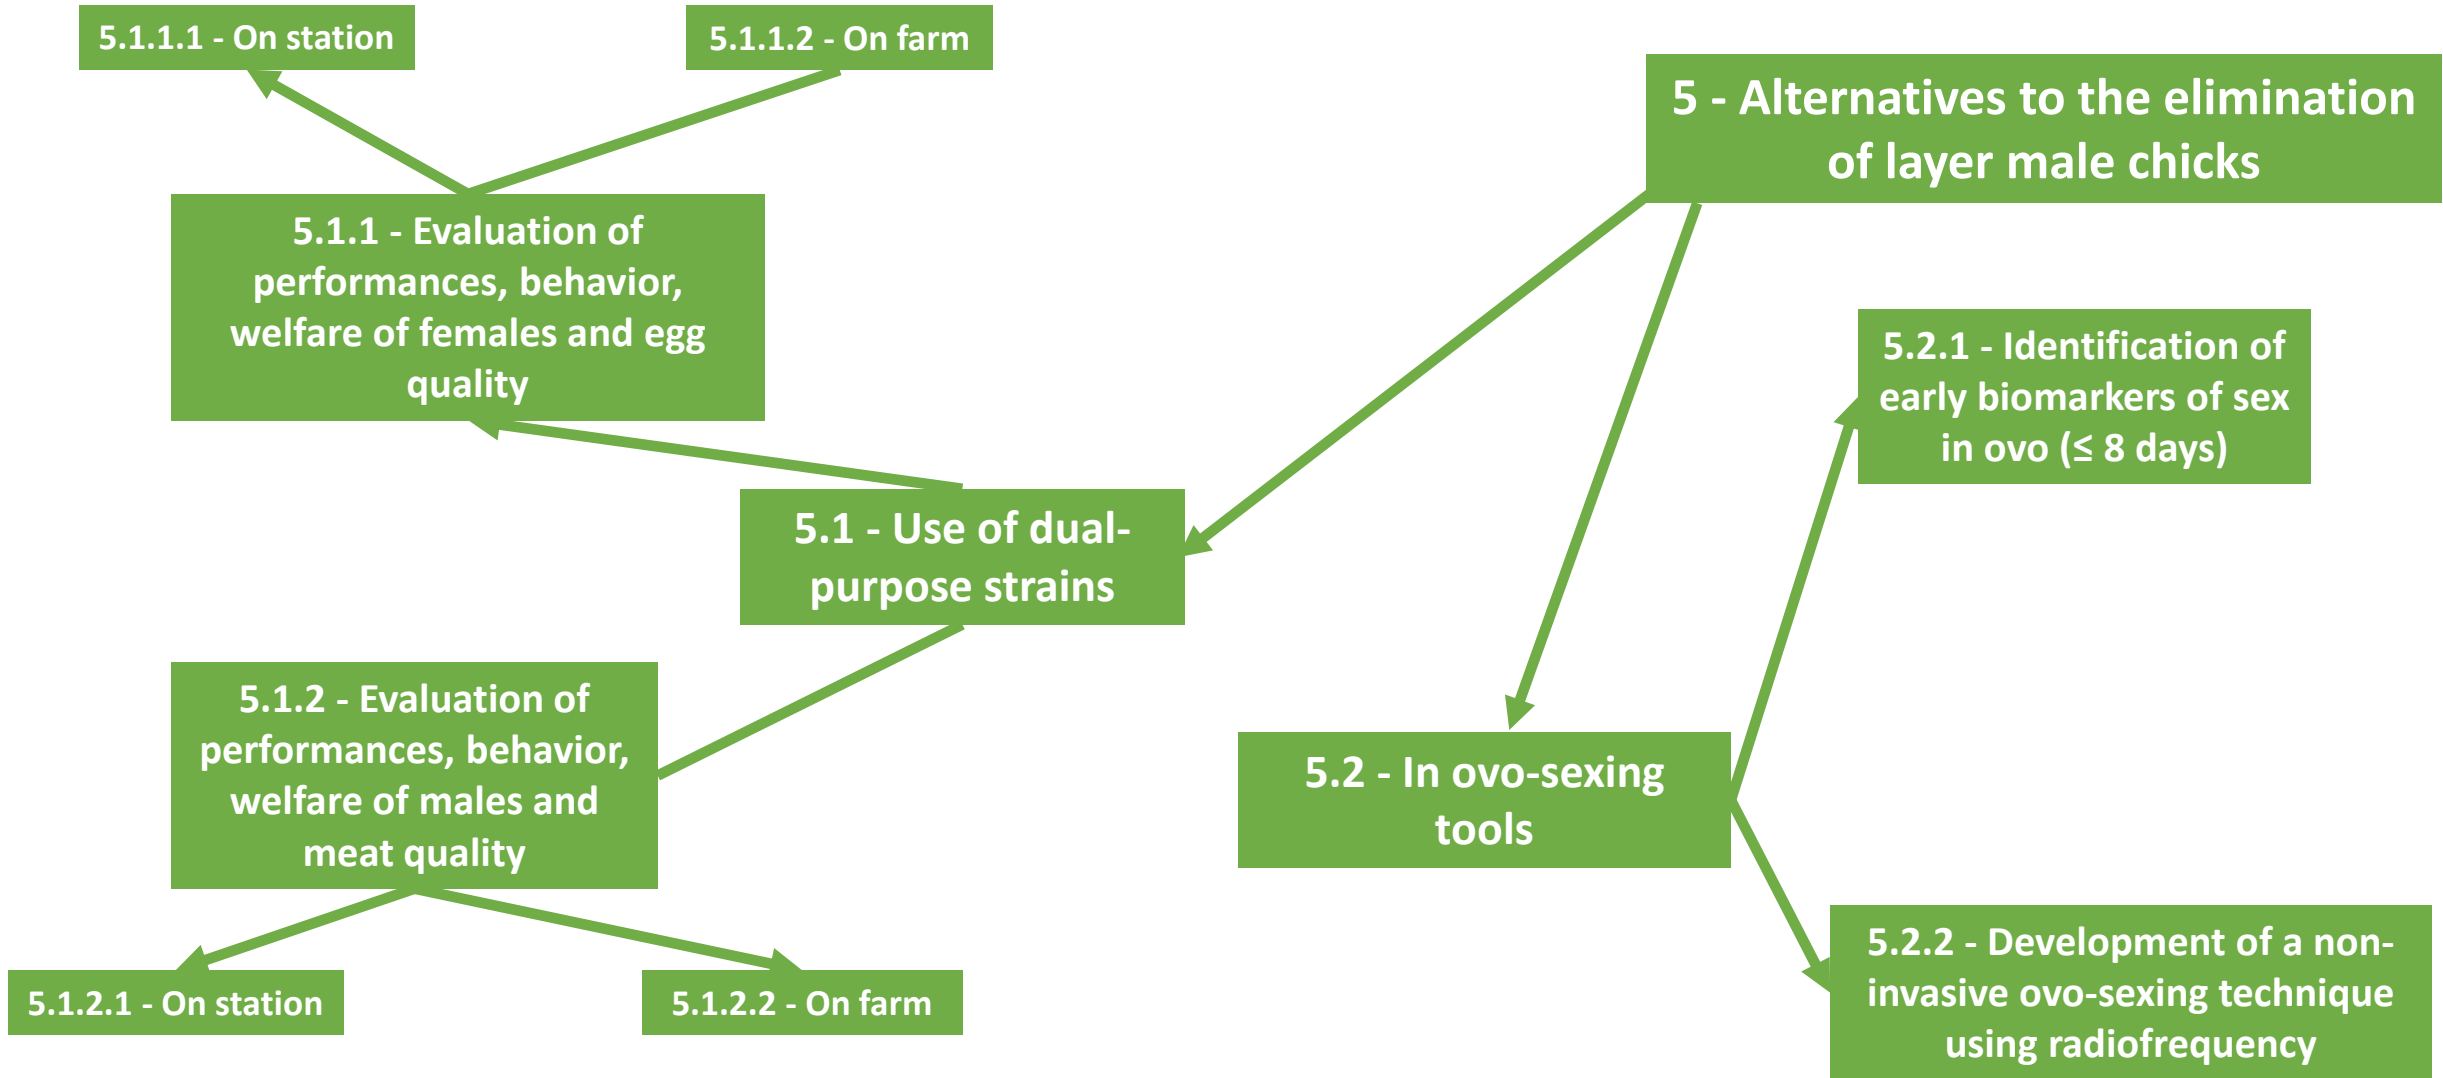 5.1.1.1 - On station
5.1.1.2 - On farm
5 - Alternatives to the elimination
of layer male chicks
5.1.1 - Evaluation of
performances, behavior,
welfare of females and egg
quality
5.2.1 - Identification of
early biomarkers of sex
in ovo (≤ 8 days)
5.1 - Use of dual-
purpose strains
5.1.2 - Evaluation of
performances, behavior,
welfare of males and
meat quality
5.2 - In ovo-sexing
tools
5.2.2 - Development of a non-
invasive ovo-sexing technique
using radiofrequency
5.1.2.1 - On station
5.1.2.2 - On farm